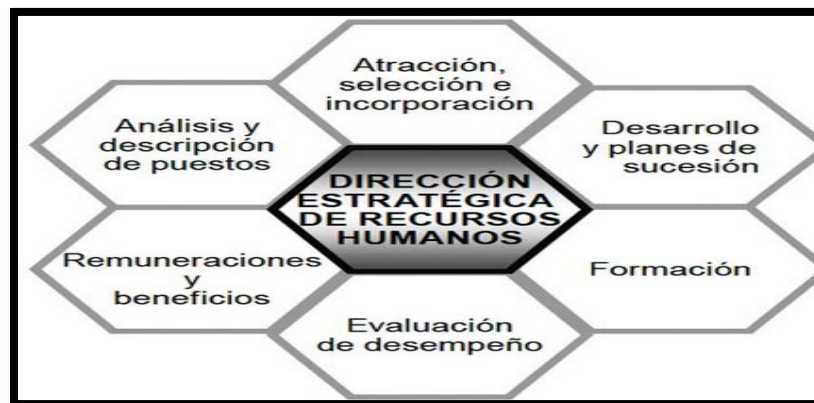 Atracción,
selección e
incorporación
Análisis y
descripción
de puestos
Desarrollo
y planes de
sucesión
DIRECCIÓN
ESTRATÉGICA
DE RECURSOS
HUMANOS
Remuneraciones
y
beneficios
Formación
Evaluación
de desempeño